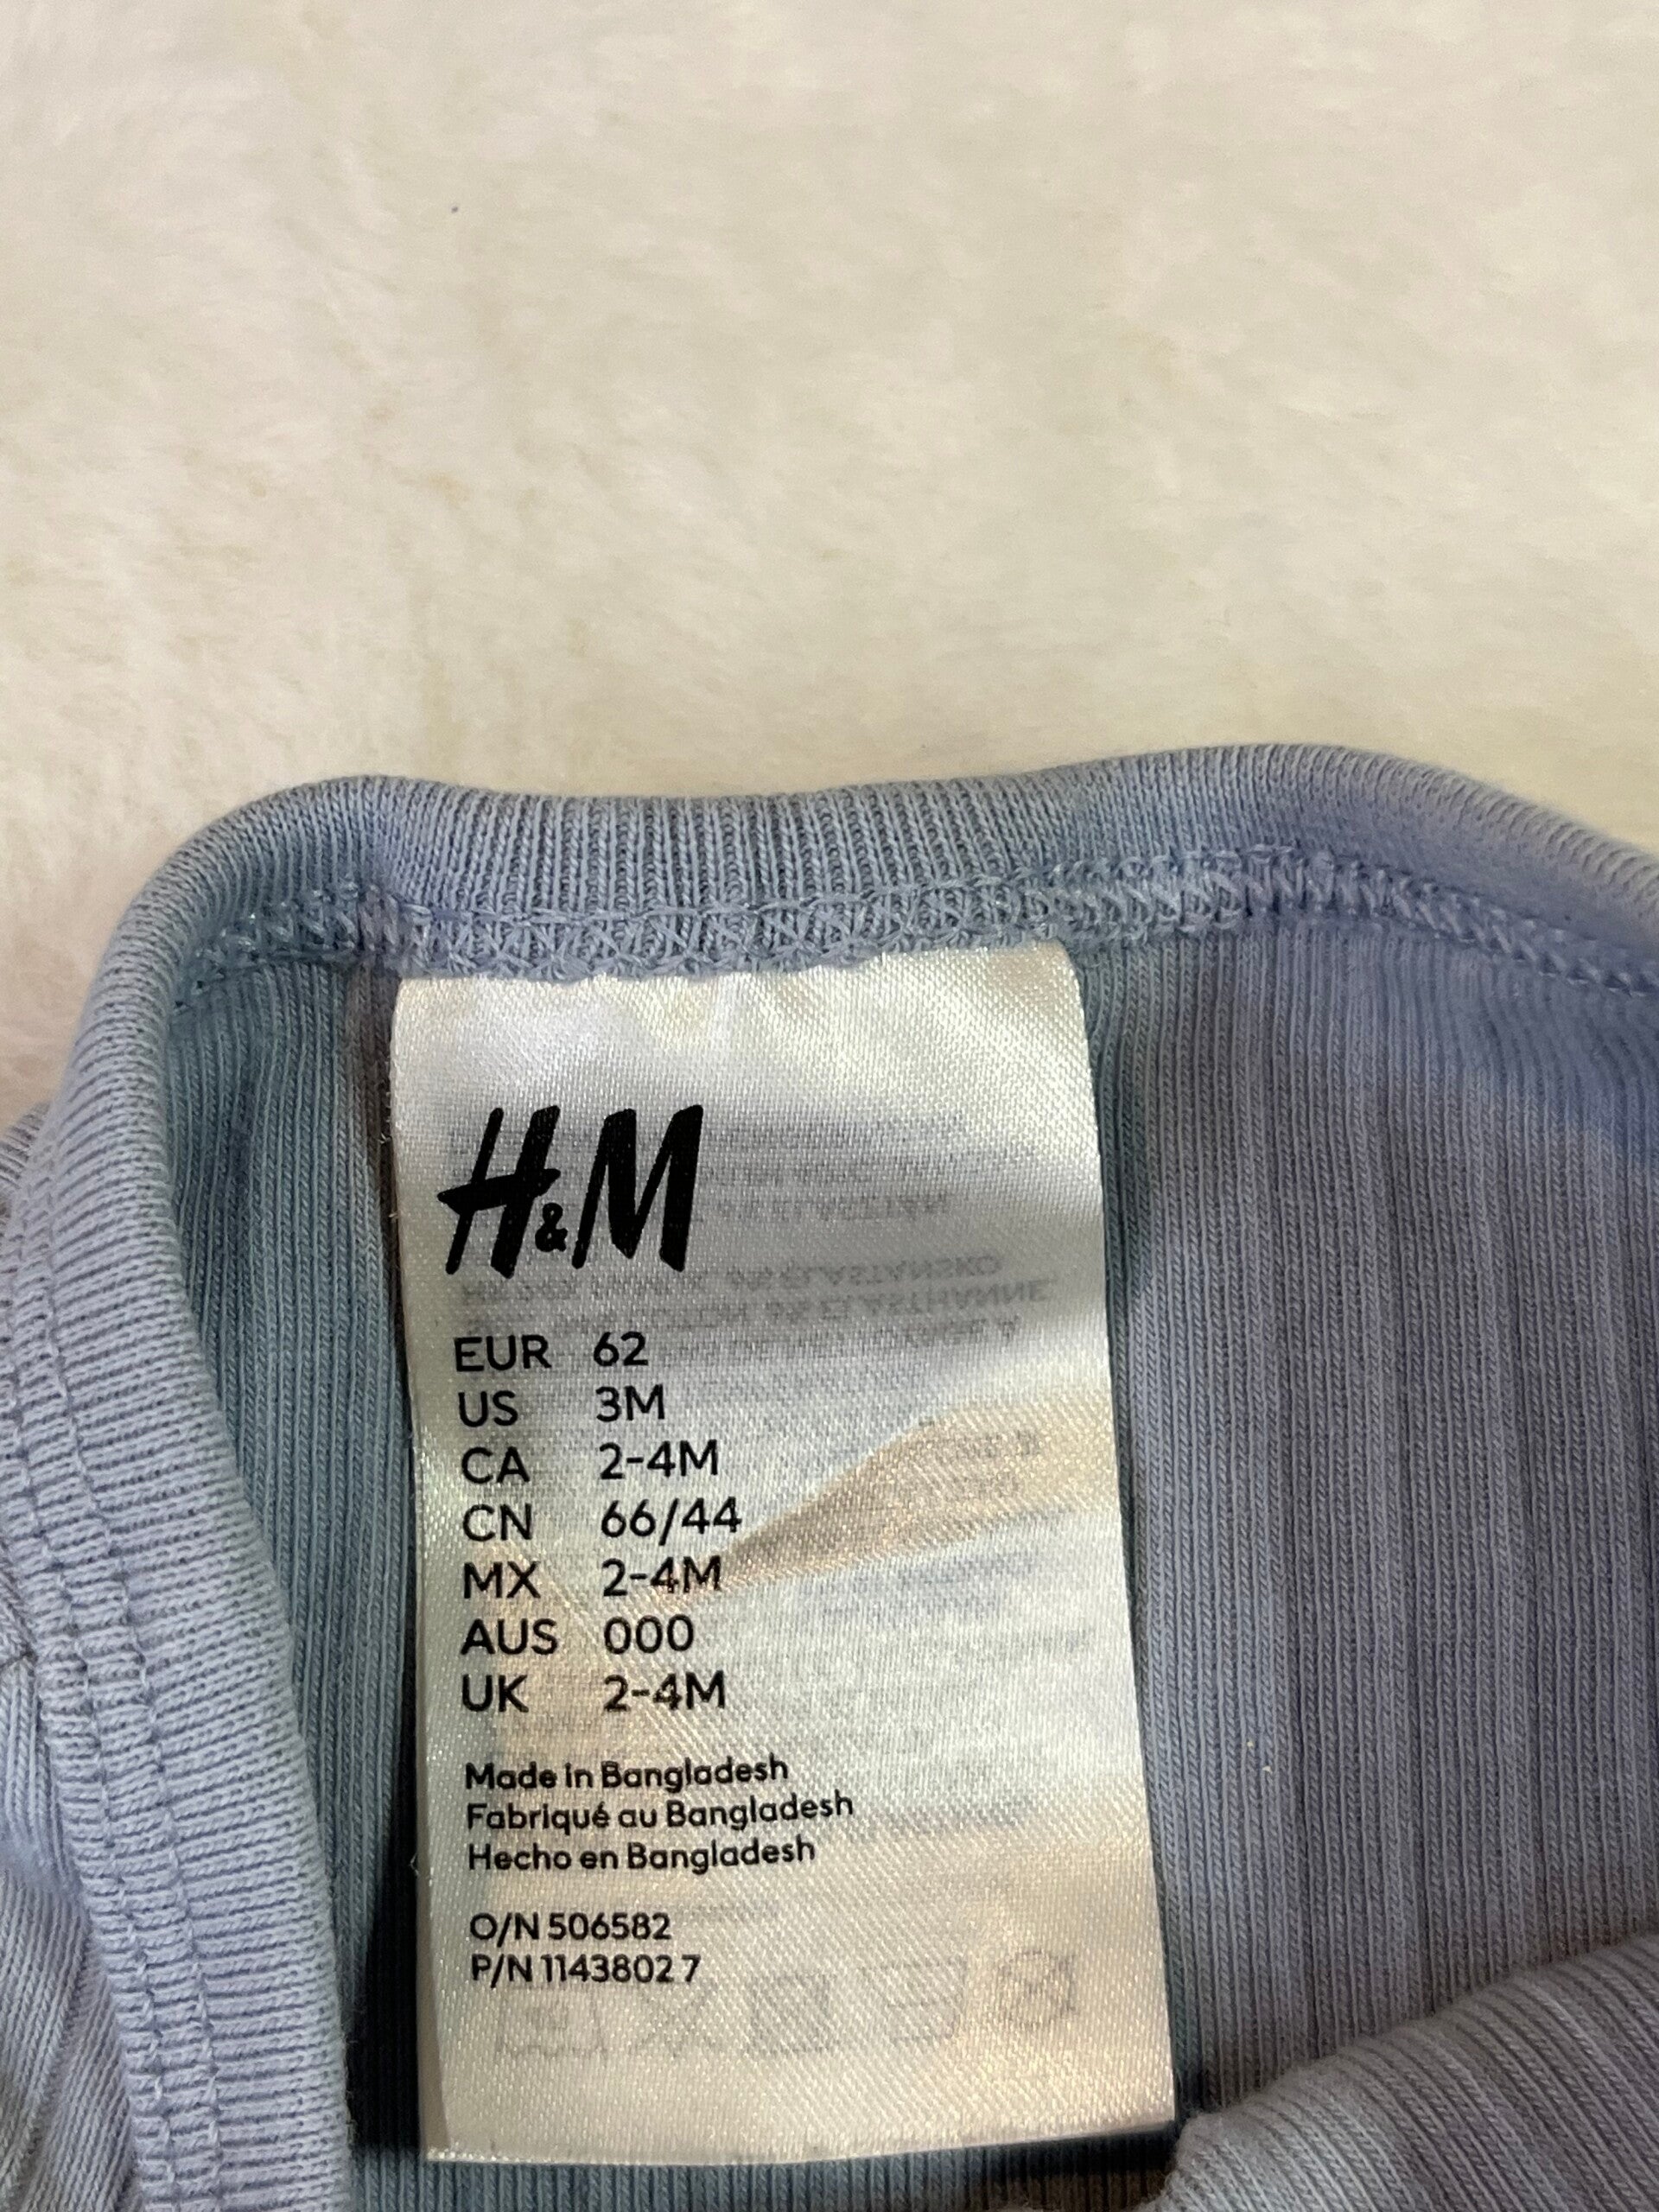 H&M
EUR 62
US 3M
CA 2-4M
CN 66/44
MX 2-4M
AUS 000
UK 2-4M
Made in Bangladesh
Fabriqué au Bangladesh
Hecho en Bangladesh
O/N 506582
P/N 1143802 7